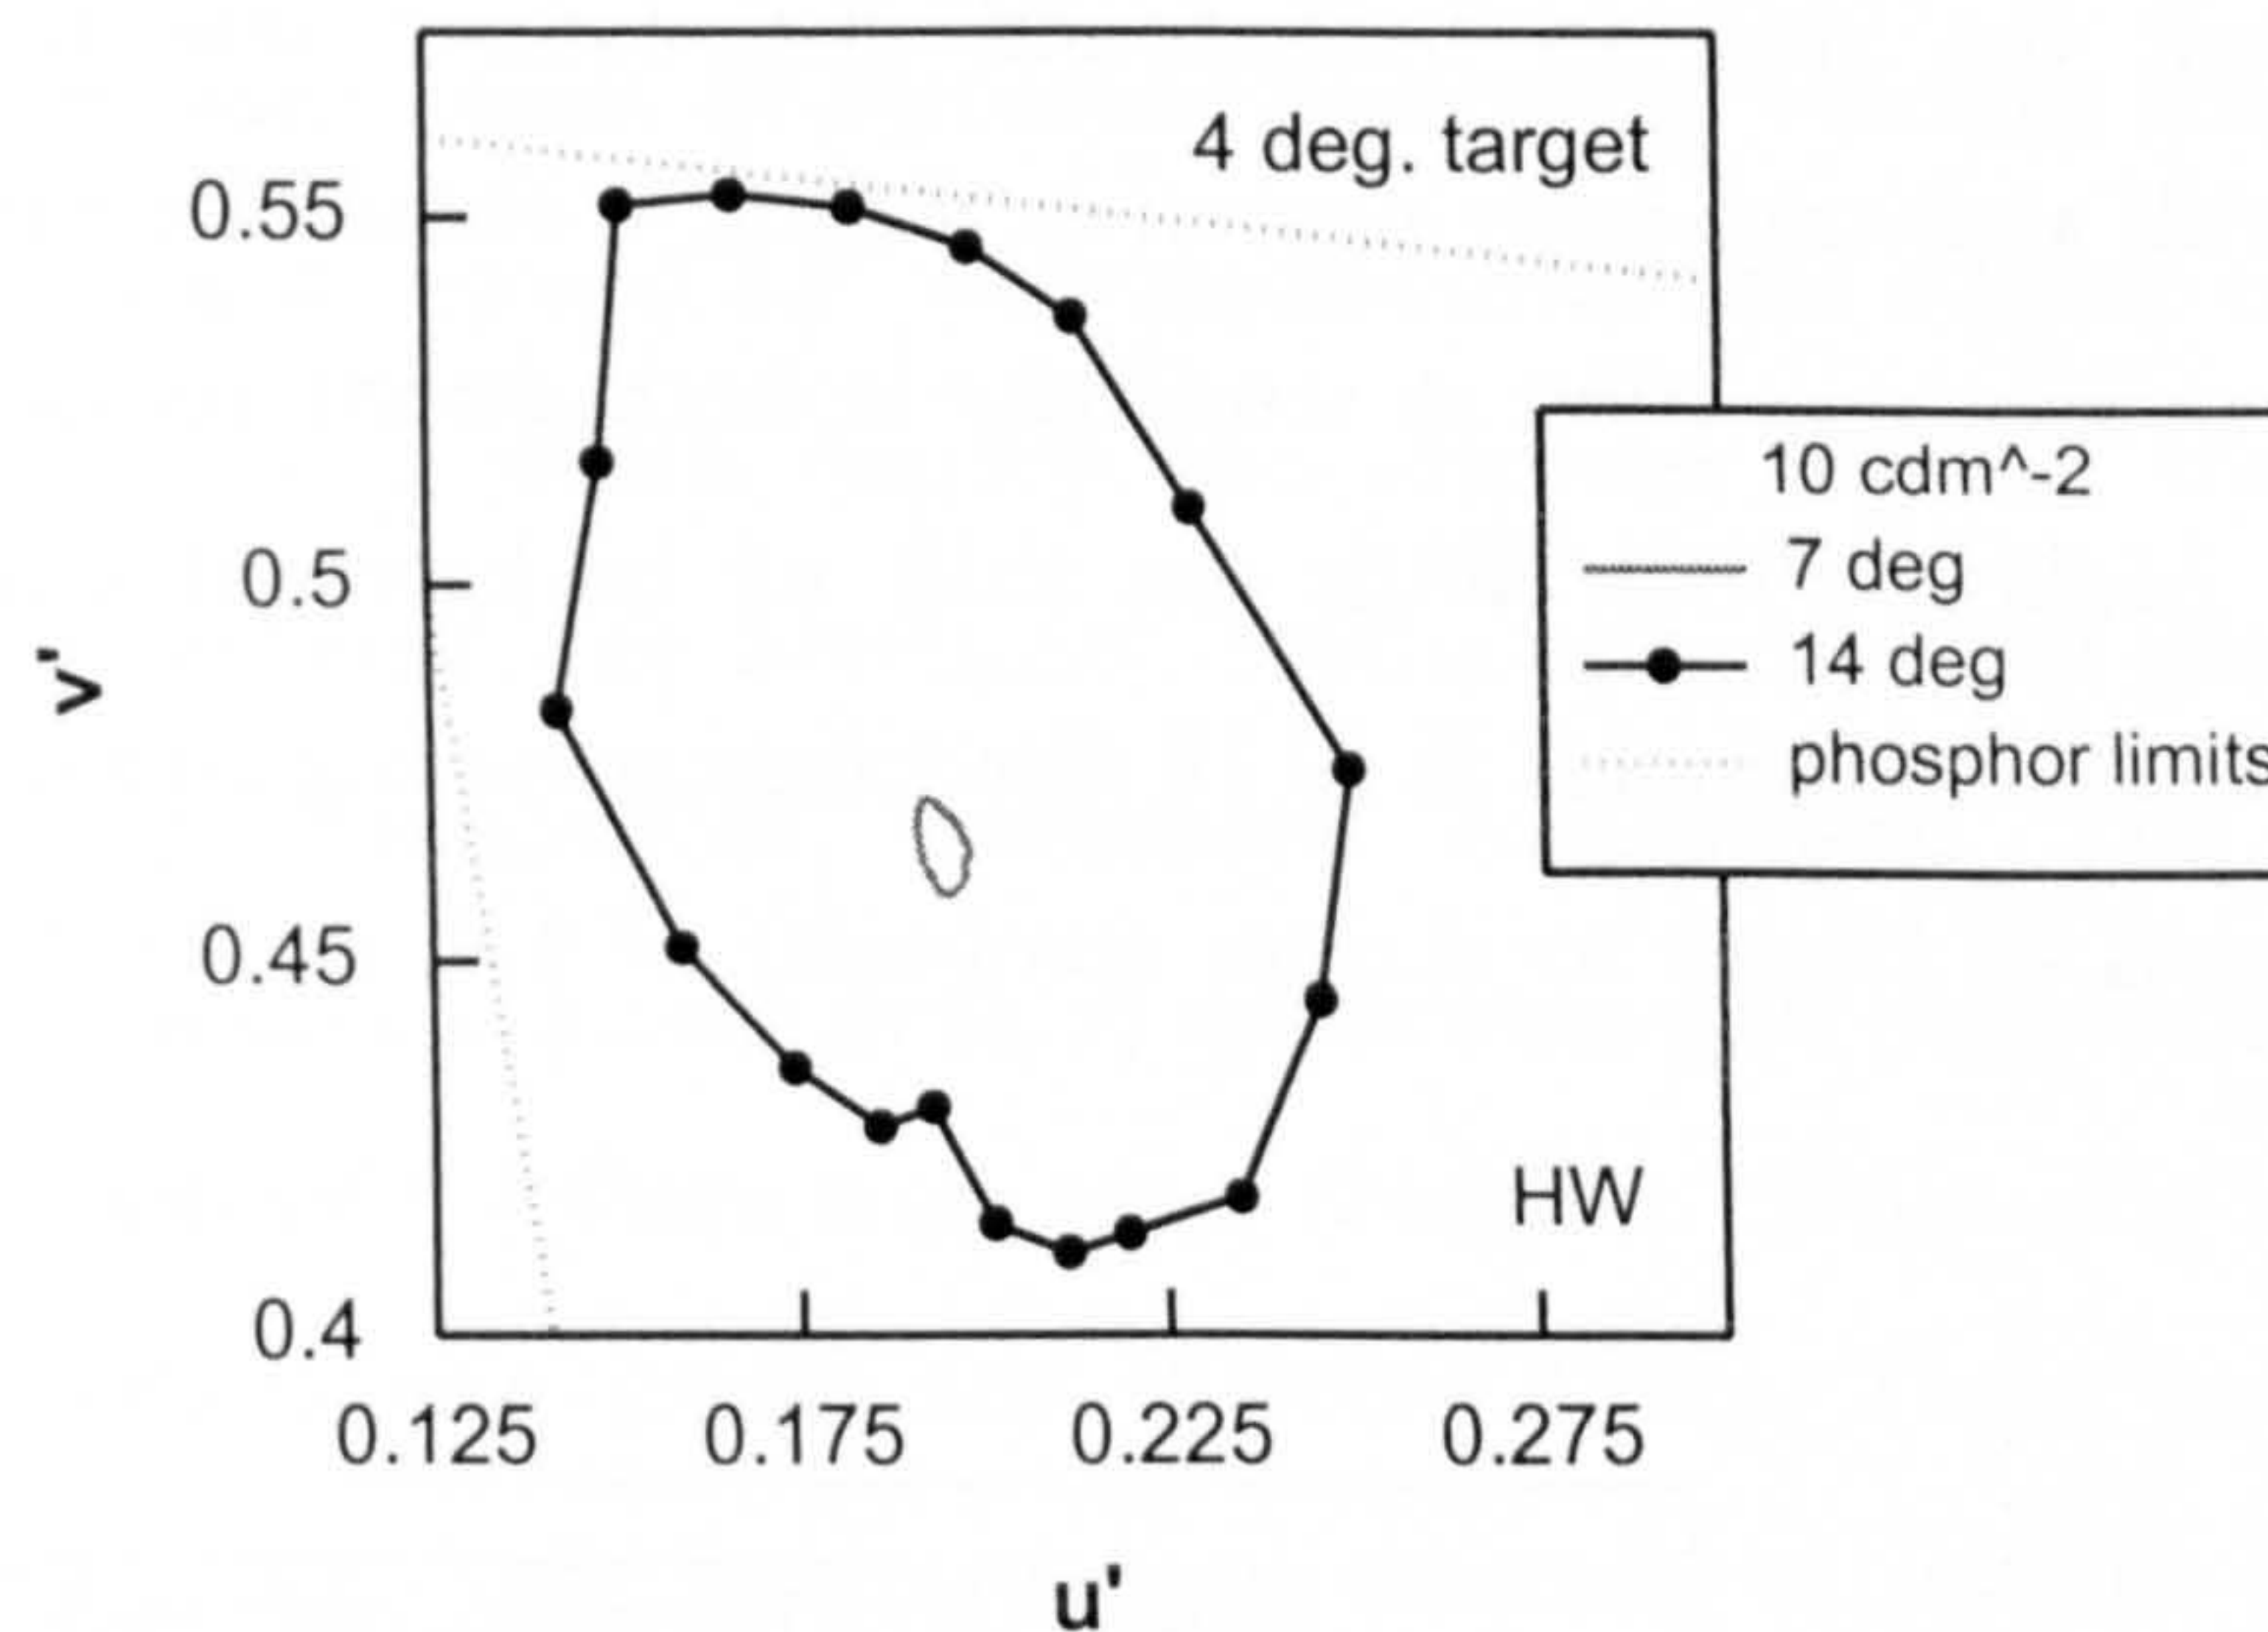 4 deg. target
0.55
0.5
0.45
0.4
v'
10 cdm^-2
7 deg
14 deg
phosphor limits
HW
0.125 0.175 0.225 0.275
u'